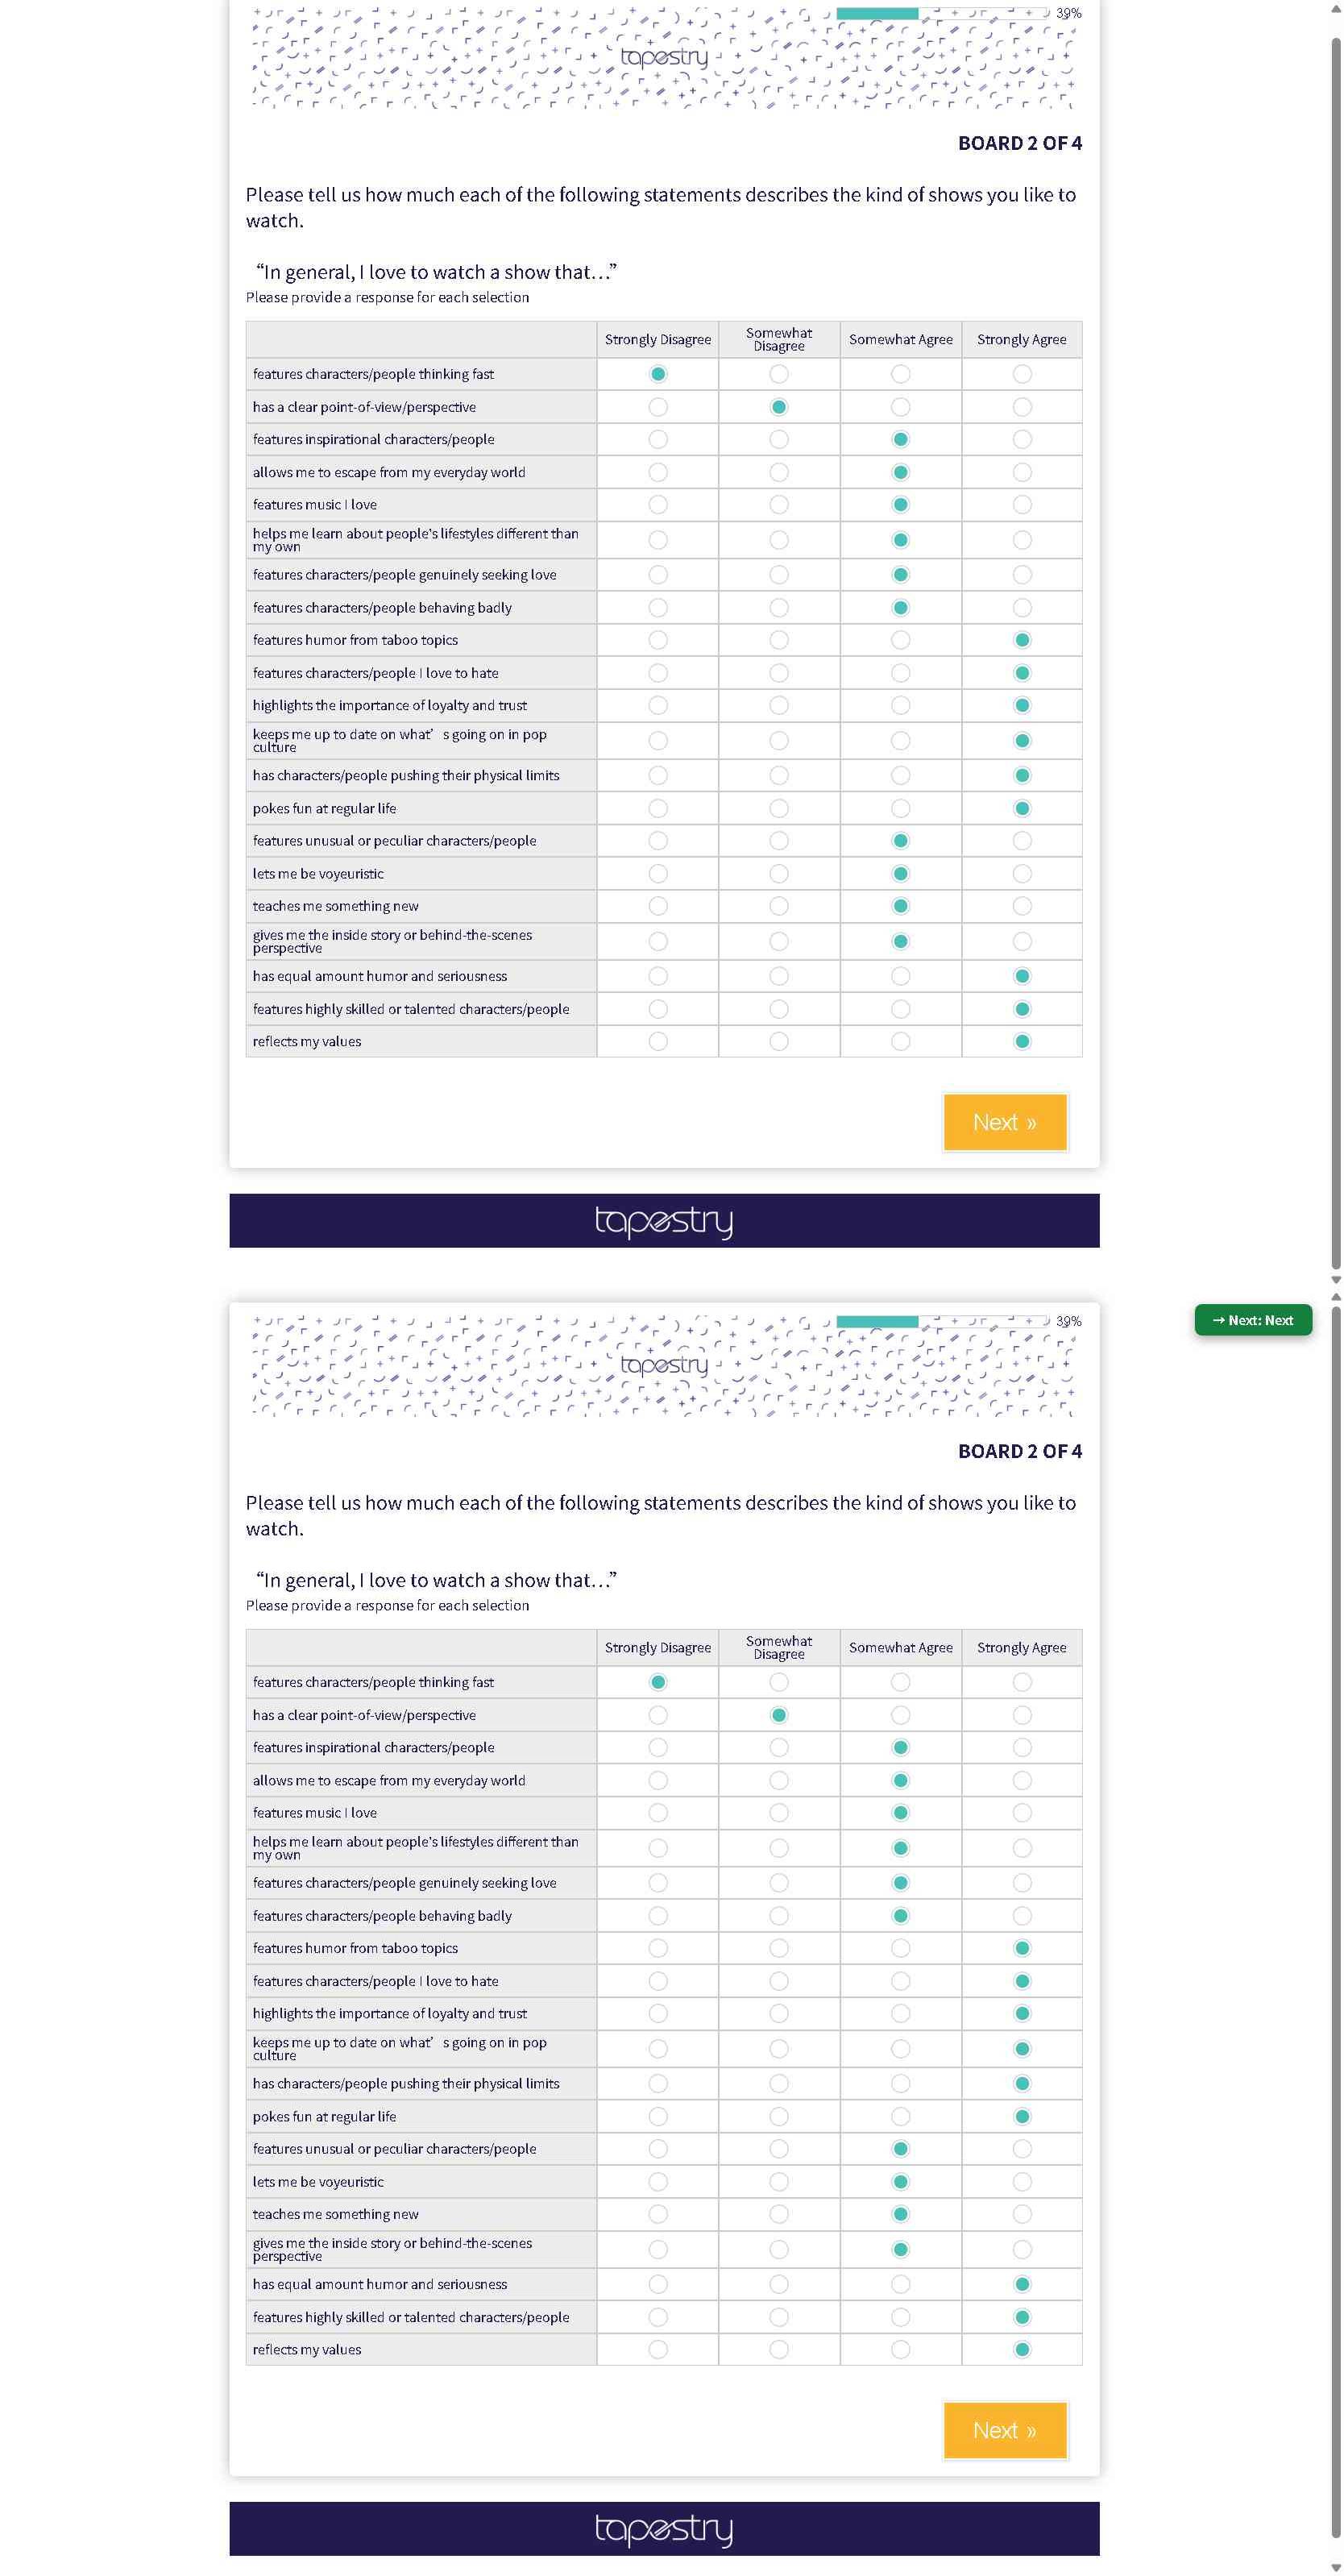 39%
tapestry
BOARD 2 OF 4
Please tell us how much each of the following statements describes the kind of shows you like to
watch.
“In general, I love to watch a show that…”
Please provide a response for each selection
Strongly Disagree Somewhat Disagree Somewhat Agree Strongly Agree
features characters/people thinking fast
has a clear point-of-view/perspective
features inspirational characters/people
allows me to escape from my everyday world
features music I love
helps me learn about people's lifestyles different than
my own
features characters/people genuinely seeking love
features characters/people behaving badly
features humor from taboo topics
features characters/people I love to hate
highlights the importance of loyalty and trust
keeps me up to date on what’s going on in pop
culture
has characters/people pushing their physical limits
pokes fun at regular life
features unusual or peculiar characters/people
lets me be voyeuristic
teaches me something new
gives me the inside story or behind-the-scenes
perspective
has equal amount humor and seriousness
features highly skilled or talented characters/people
reflects my values
Next »
tapestry
→ Next: Next
39%
tapestry
BOARD 2 OF 4
Please tell us how much each of the following statements describes the kind of shows you like to
watch.
“In general, I love to watch a show that…”
Please provide a response for each selection
Strongly Disagree Somewhat Disagree Somewhat Agree Strongly Agree
features characters/people thinking fast
has a clear point-of-view/perspective
features inspirational characters/people
allows me to escape from my everyday world
features music I love
helps me learn about people's lifestyles different than
my own
features characters/people genuinely seeking love
features characters/people behaving badly
features humor from taboo topics
features characters/people I love to hate
highlights the importance of loyalty and trust
keeps me up to date on what’s going on in pop
culture
has characters/people pushing their physical limits
pokes fun at regular life
features unusual or peculiar characters/people
lets me be voyeuristic
teaches me something new
gives me the inside story or behind-the-scenes
perspective
has equal amount humor and seriousness
features highly skilled or talented characters/people
reflects my values
Next »
tapestry